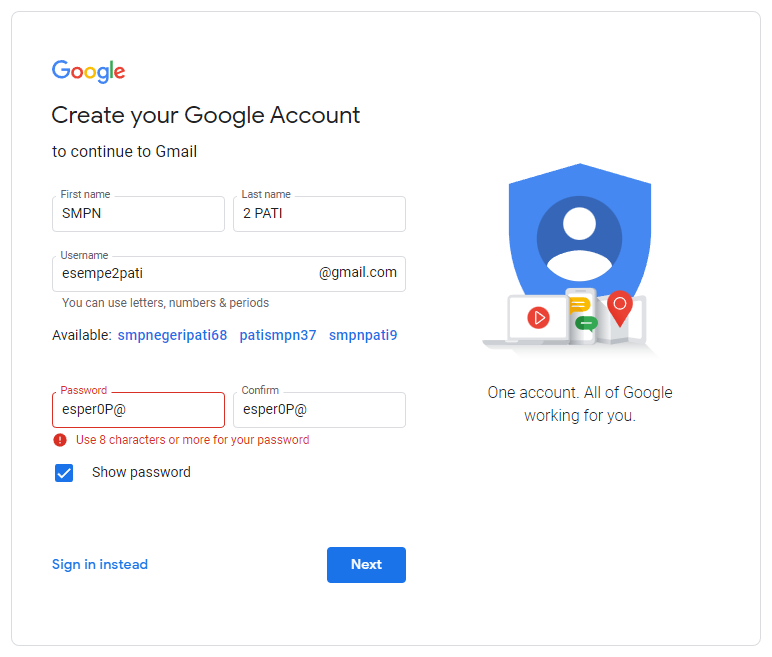 Google
Create your Google Account
to continue to Gmail
First name
SMPN
Last name
2 PATI
Username
esempe2pati
@gmail.com
You can use letters, numbers & periods
Available: smpnegeripati68 patismpn37 smpnpati9
Password
esper0P@
Confirm
esper0P@
Use 8 characters or more for your password
Show password
Sign in instead
Next
One account. All of Google
working for you.